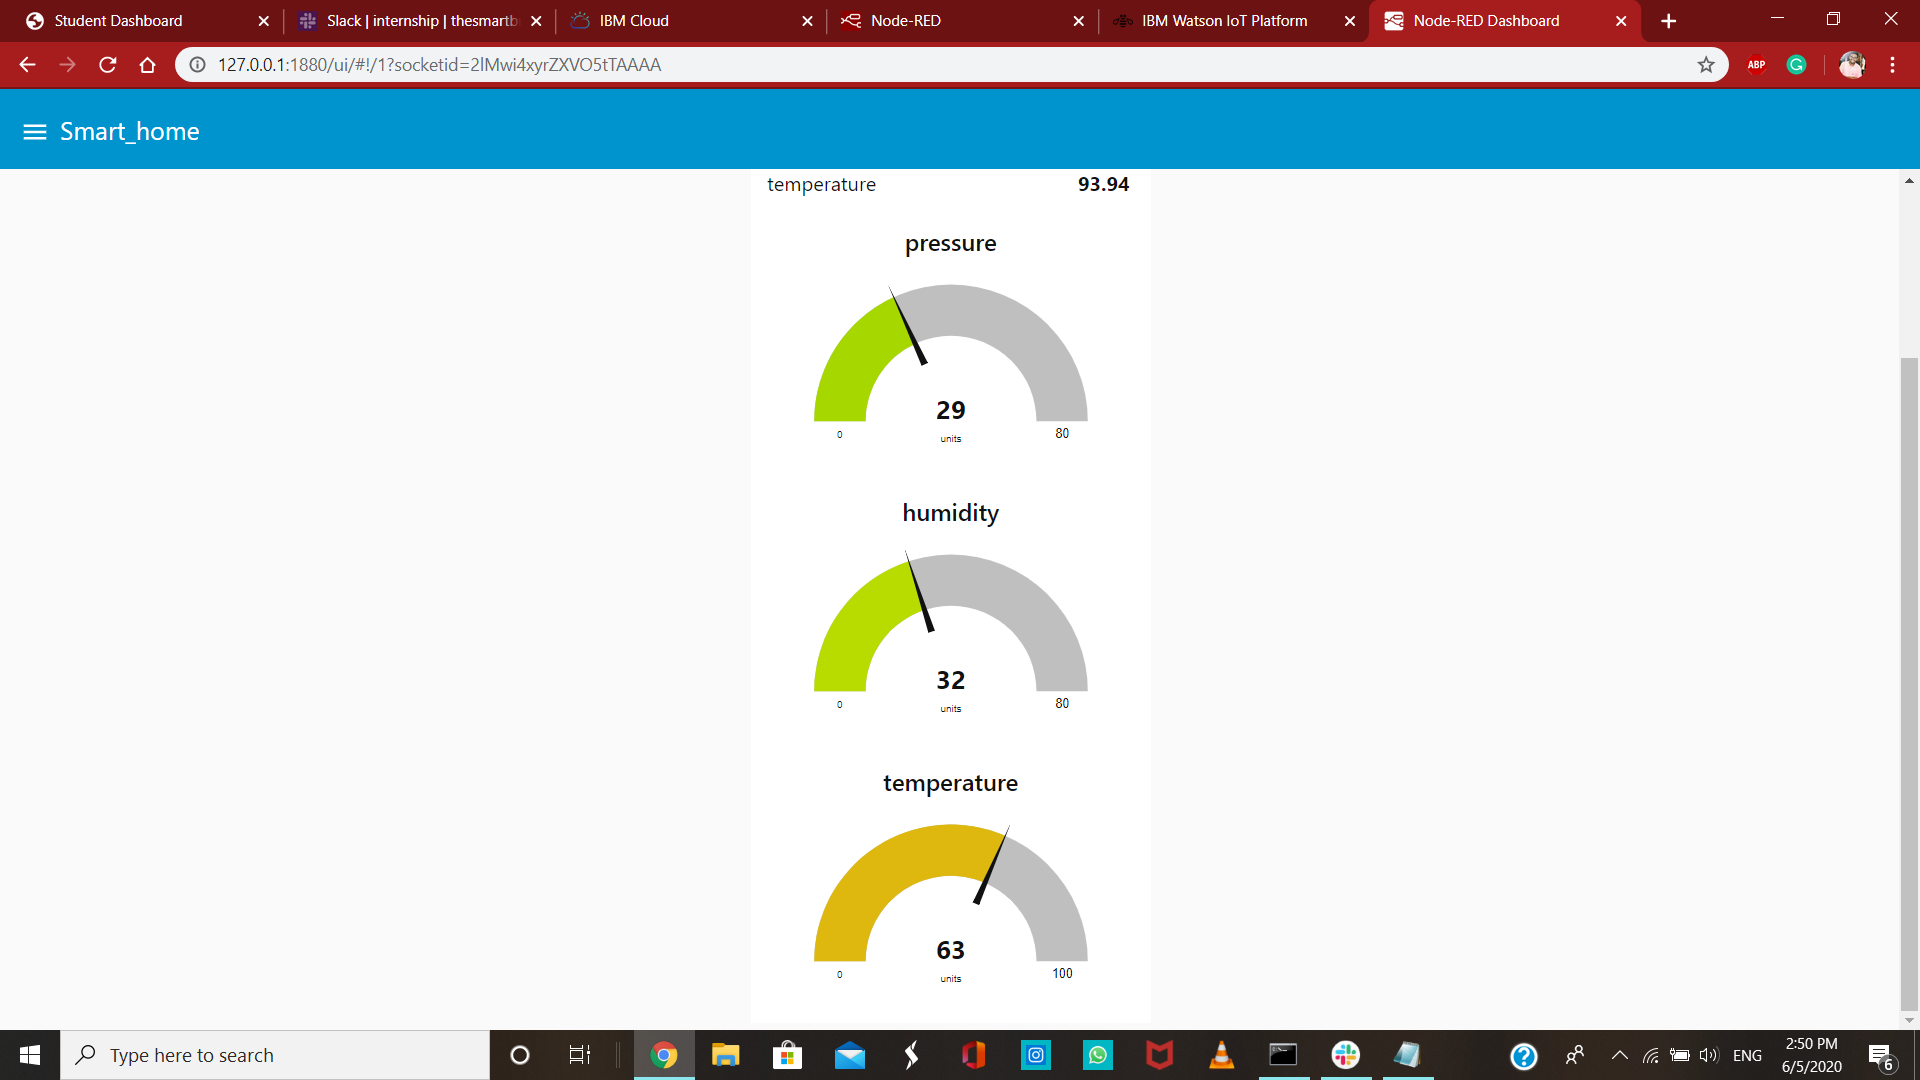 Student Dashboard
Slack | internship | thesmartb
IBM Cloud
Node-RED
IBM Watson IoT Platform
Node-RED Dashboard
127.0.0.1:1880/ui/#!/1?socketid=2lMwi4xyrZXVO5tTAAAA
ABP
Smart_home
temperature 93.94
pressure
29
0 units 80
humidity
32
0 units 80
temperature
63
0 units 100
Type here to search
ENG
2:50 PM
6/5/2020
6